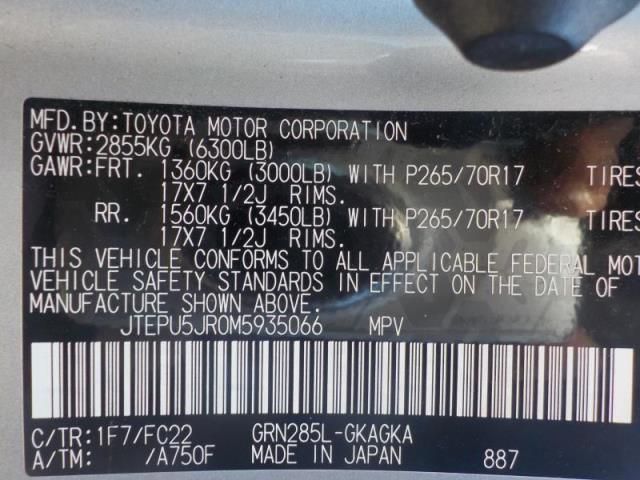 MFD.BY:TOYOTA MOTOR CORPORATION
GVWR:2855KG (6300LB)
GAWR:FRT. 1360KG (3000LB) WITH P265/70R17 TIRES
17X7 1/2J RIMS.
RR. 1560KG (3450LB) WITH P265/70R17 TIRES
17X7 1/2J RIMS.
THIS VEHICLE CONFORMS TO ALL APPLICABLE FEDERAL MOT
VEHICLE SAFETY STANDARDS IN EFFECT ON THE DATE OF
MANUFACTURE SHOWN ABOVE.
JTEPU5JR0M5935066 MPV
C/TR:1F7/FC22 GRN285L-GKAGKA
A/TM: /A750F MADE IN JAPAN 887